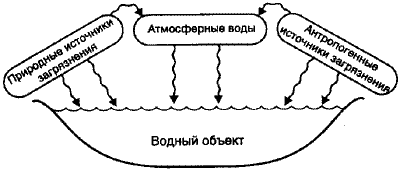 Природные источники
загрязнения
Атмосферные воды
Антропогенные
источники загрязнения
Водный объект